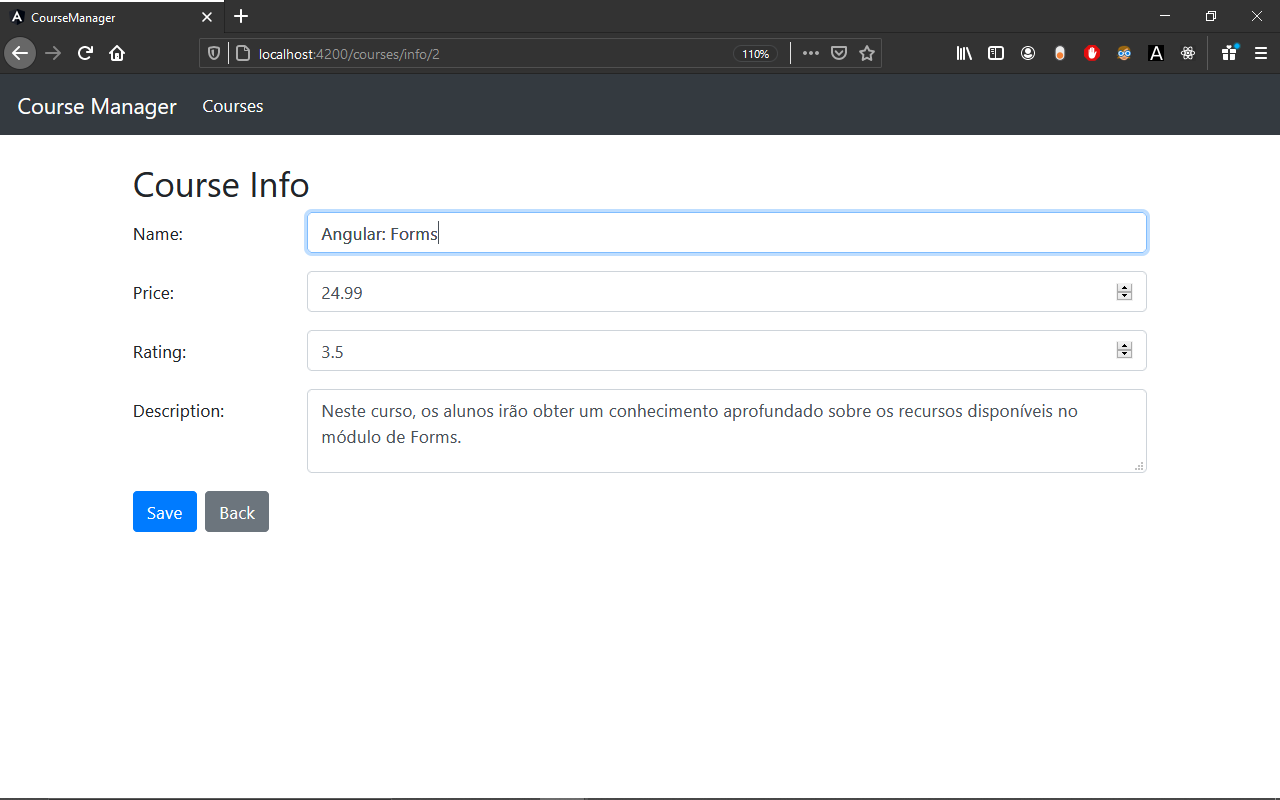 CourseManager
localhost:4200/courses/info/2
110%
Course Manager
Courses
Course Info
Name:
Angular: Forms
Price:
24.99
Rating:
3.5
Description:
Neste curso, os alunos irão obter um conhecimento aprofundado sobre os recursos disponíveis no
módulo de Forms.
Save
Back